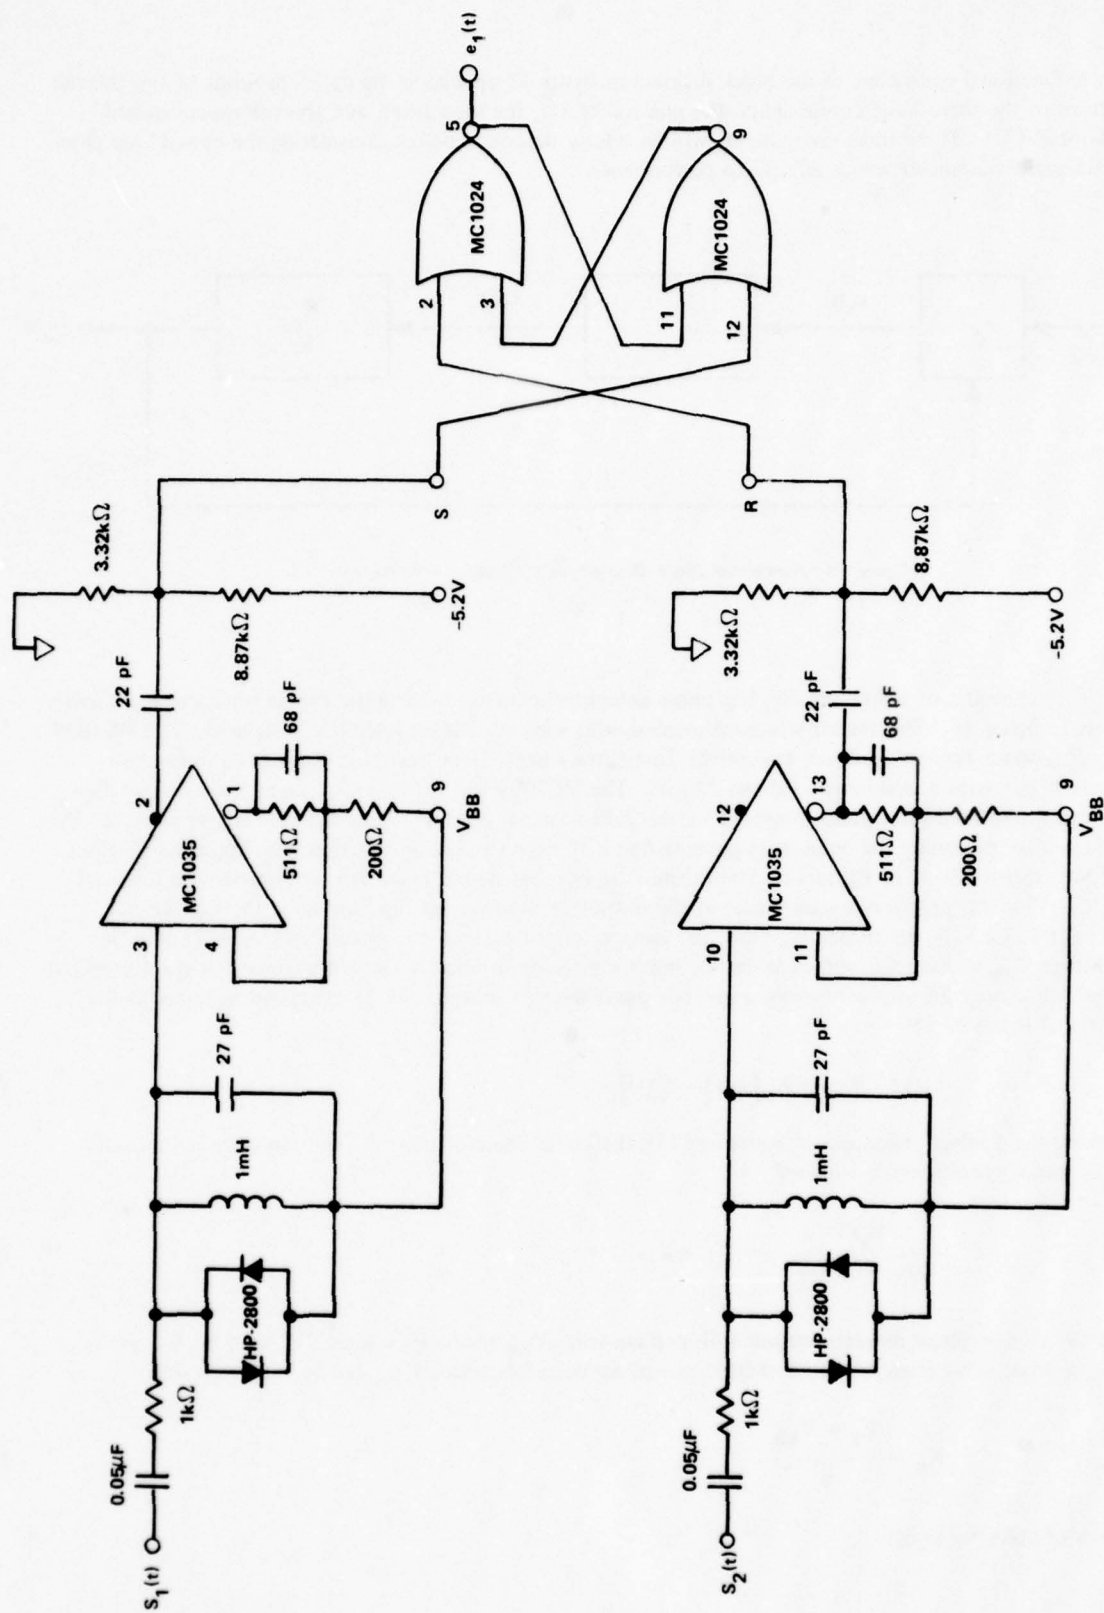 S1(t)
0.05μF
1kΩ
HP-2800
1mH
27 pF
3
4
MC1035
2
1
22 pF
511Ω
68 pF
200Ω
9
VBB
3.32kΩ
8.87kΩ
-5.2V
S
S2(t)
0.05μF
1kΩ
HP-2800
1mH
27 pF
10
11
MC1035
12
13
22 pF
511Ω
68 pF
200Ω
9
VBB
3.32kΩ
8.87kΩ
-5.2V
R
2
3
MC1024
5
e1(t)
11
12
MC1024
9